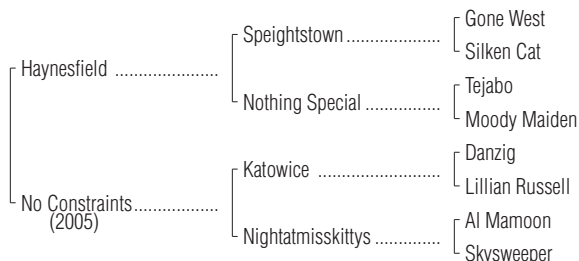 Gone West
Speightstown
Silken Cat
Haynesfield
Tejabo
Nothing Special
Moody Maiden
Danzig
Katowice
Lillian Russell
No Constraints
(2005)
Al Mamoon
Nightatmisskittys
Skysweeper